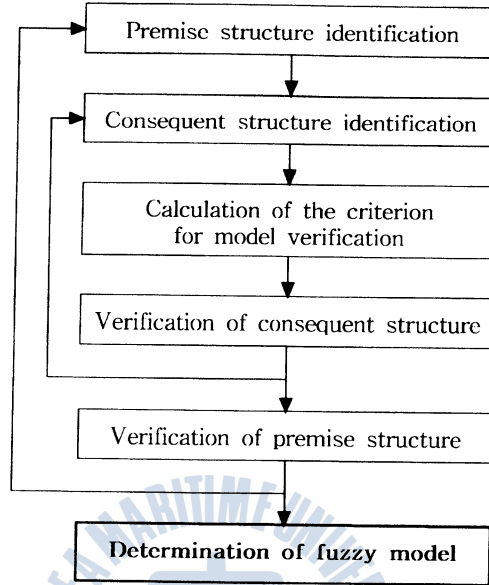 Premise structure identification
Consequent structure identification
Calculation of the criterion
for model verification
Verification of consequent structure
Verification of premise structure
MARITIME
Determination of fuzzy model